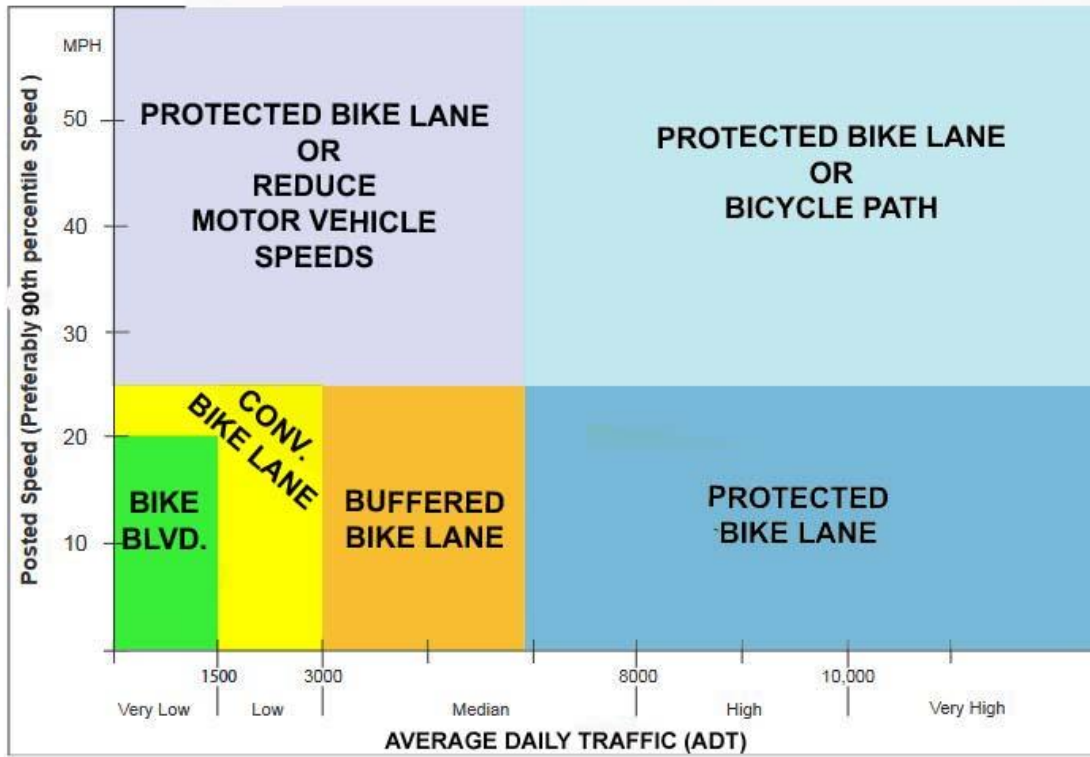 MPH
50
40
30
20
10
Posted Speed (Preferably 90th percentile Speed )
PROTECTED BIKE LANE
OR
REDUCE
MOTOR VEHICLE
SPEEDS
PROTECTED BIKE LANE
OR
BICYCLE PATH
CONV.
BIKE LANE
BIKE
BLVD.
BUFFERED
BIKE LANE
PROTECTED
BIKE LANE
1500 3000 8000 10,000
Very Low Low Median High Very High
AVERAGE DAILY TRAFFIC (ADT)